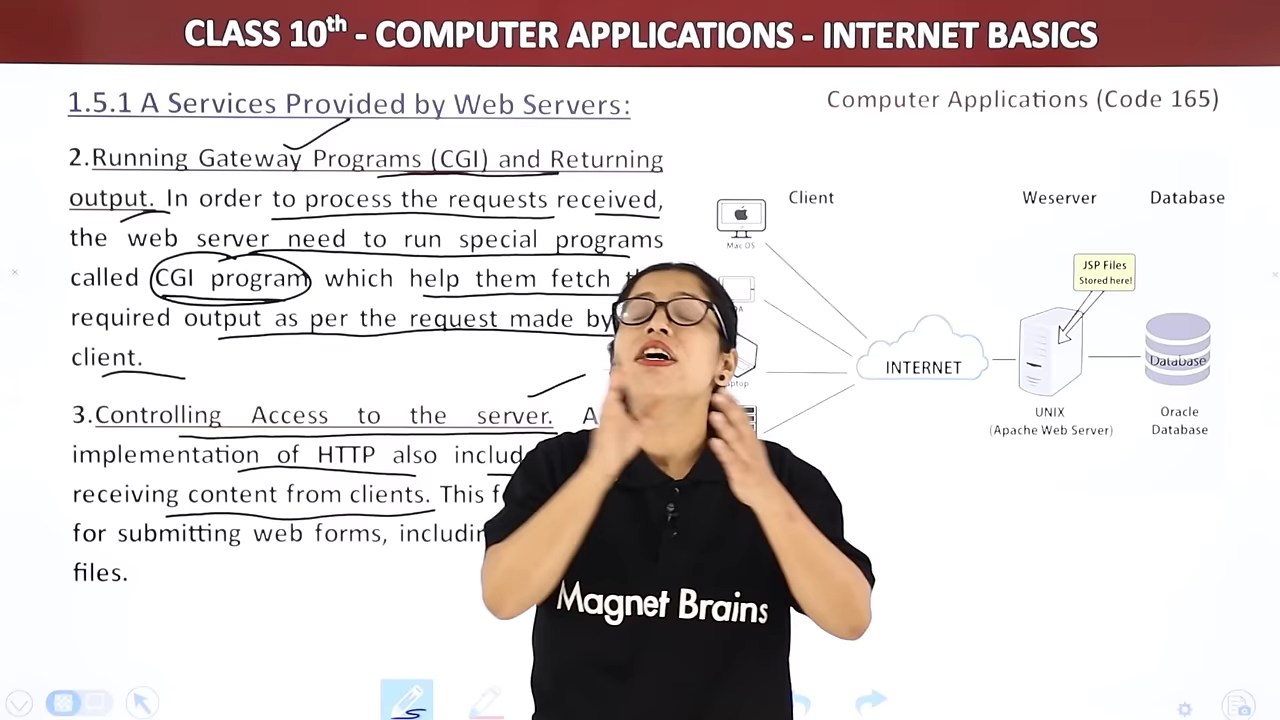 CLASS 10th - COMPUTER APPLICATIONS - INTERNET BASICS
1.5.1 A Services Provided by Web Servers:
Computer Applications (Code 165)
2.Running Gateway Programs (CGI) and Returning
output. In order to process the requests received,
the web server need to run special programs
called CGI program which help them fetch
required output as per the request made by
client.
3.Controlling Access to the server.
implementation of HTTP also
receiving content from clients. This
for submitting web forms, including
files.
Client
Weserver
Database
Mac OS
JSP Files
Stored here!
INTERNET
Database
UNIX
(Apache Web Server)
Oracle
Database
Magnet Brains